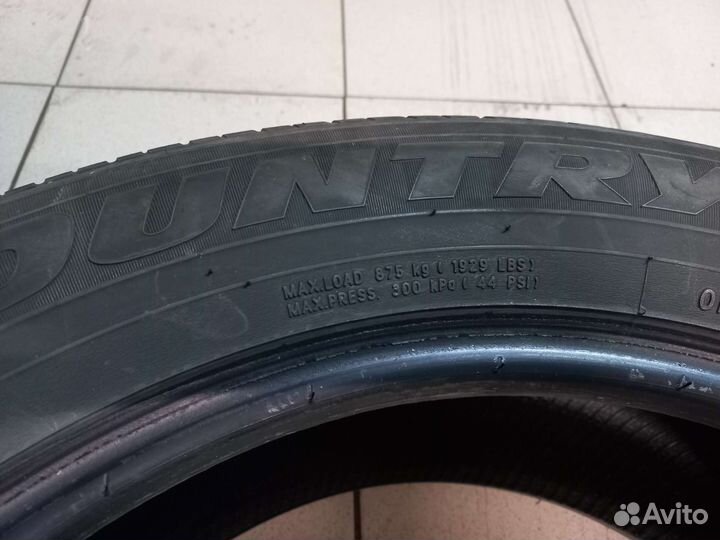 OUNTRY
MAX.LOAD 875 kg ( 1929 LBS)
MAX.PRESS. 300 KPa ( 44 PSI)
Avito